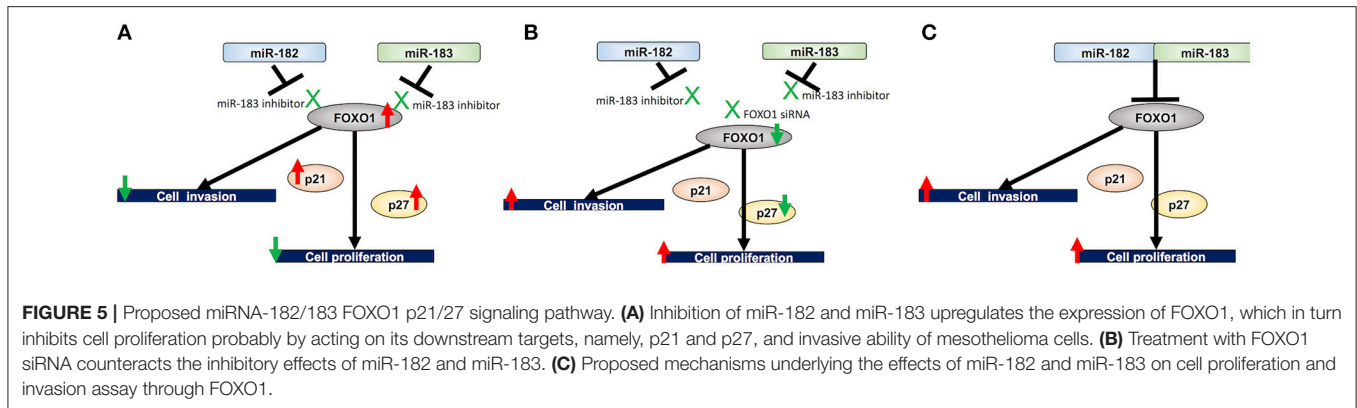 A
miR-182
miR-183
miR-183 inhibitor
miR-183 inhibitor
FOXO1
p21
Cell invasion
p27
Cell proliferation
B
miR-182
miR-183
miR-183 inhibitor
miR-183 inhibitor
FOXO1 siRNA
FOXO1
p21
Cell invasion
p27
Cell proliferation
C
miR-182
miR-183
FOXO1
p21
Cell invasion
p27
Cell proliferation
FIGURE 5 | Proposed miRNA-182/183 FOXO1 p21/27 signaling pathway. (A) Inhibition of miR-182 and miR-183 upregulates the expression of FOXO1, which in turn
inhibits cell proliferation probably by acting on its downstream targets, namely, p21 and p27, and invasive ability of mesothelioma cells. (B) Treatment with FOXO1
siRNA counteracts the inhibitory effects of miR-182 and miR-183. (C) Proposed mechanisms underlying the effects of miR-182 and miR-183 on cell proliferation and
invasion assay through FOXO1.